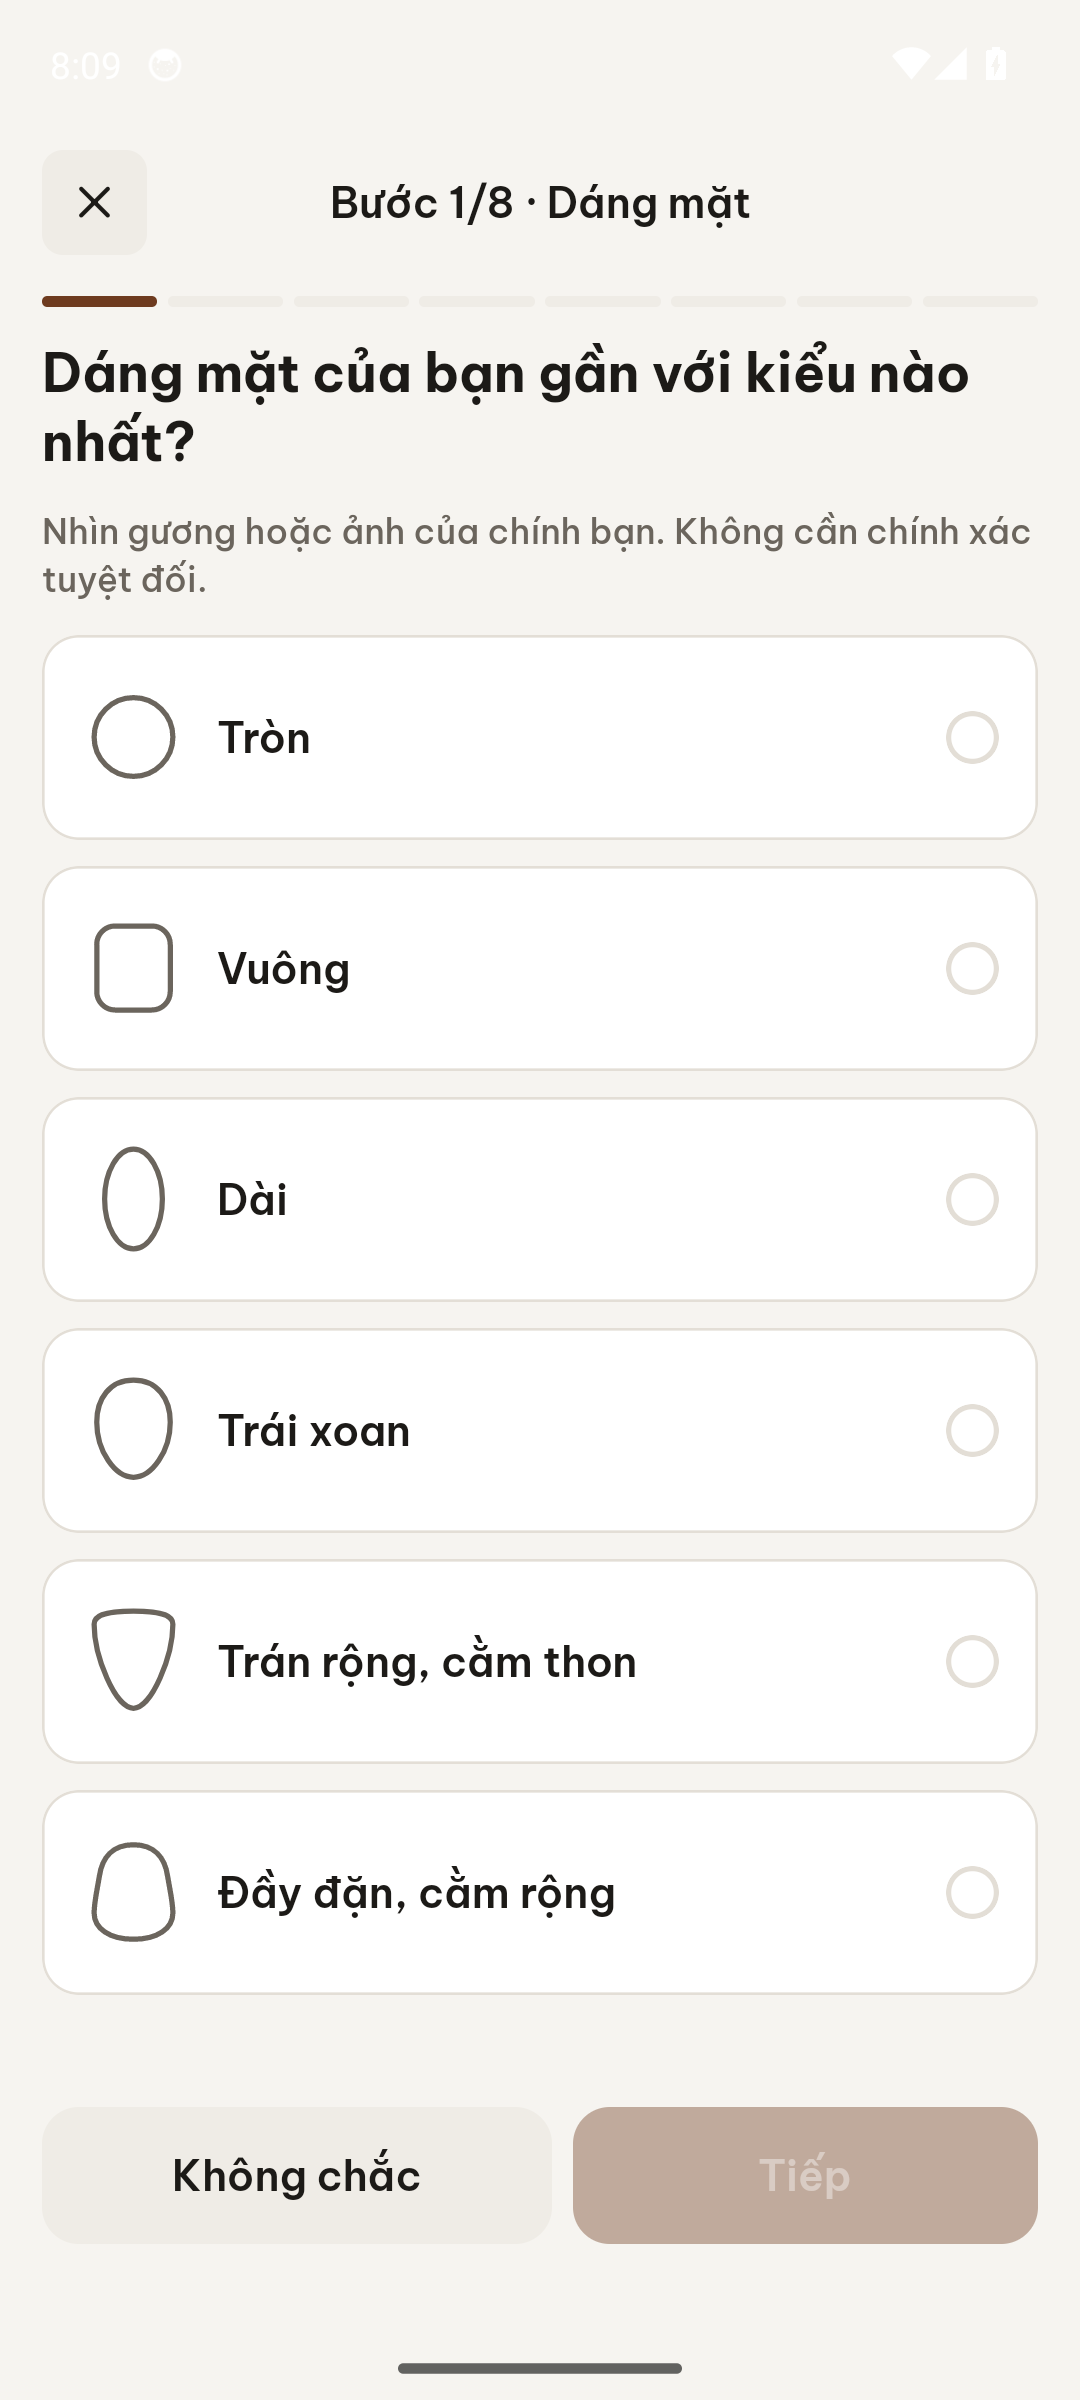 8:09
Bước 1/8 · Dáng mặt
Dáng mặt của bạn gần với kiểu nào
nhất?
Nhìn gương hoặc ảnh của chính bạn. Không cần chính xác
tuyệt đối.
Tròn
Vuông
Dài
Trái xoan
Trán rộng, cằm thon
Đầy đặn, cằm rộng
Không chắc
Tiếp